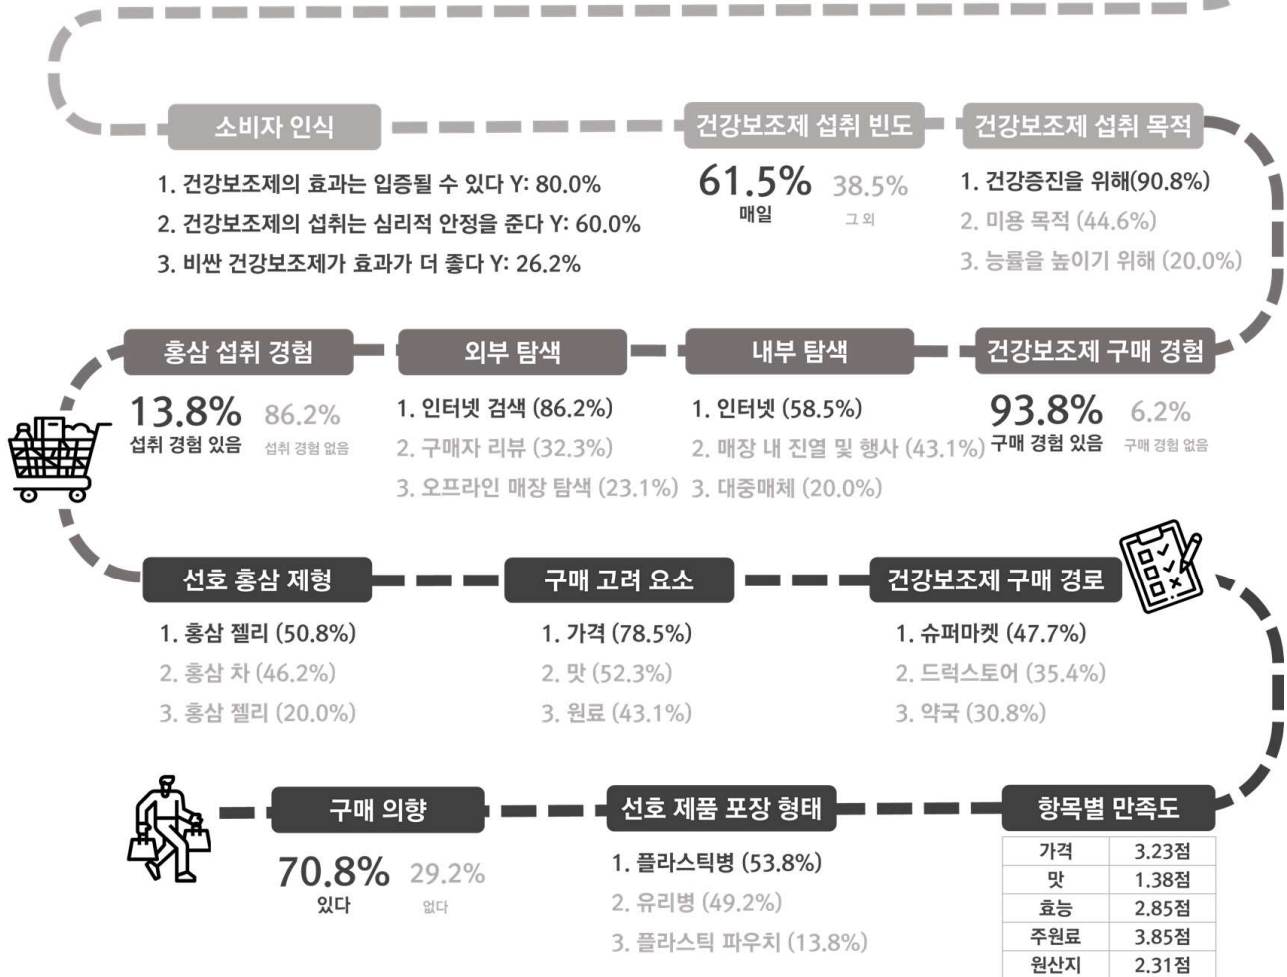 소비자 인식
1. 건강보조제의 효과는 입증될 수 있다 Y: 80.0%
2. 건강보조제의 섭취는 심리적 안정을 준다 Y: 60.0%
3. 비싼 건강보조제가 효과가 더 좋다 Y: 26.2%
건강보조제 섭취 빈도
61.5% 38.5%
매일 그 외
건강보조제 섭취 목적
1. 건강증진을 위해(90.8%)
2. 미용 목적 (44.6%)
3. 능률을 높이기 위해 (20.0%)
홍삼 섭취 경험
13.8% 86.2%
섭취 경험 있음 섭취 경험 없음
외부 탐색
1. 인터넷 검색 (86.2%)
2. 구매자 리뷰 (32.3%)
3. 오프라인 매장 탐색 (23.1%)
내부 탐색
1. 인터넷 (58.5%)
2. 매장 내 진열 및 행사 (43.1%)
3. 대중매체 (20.0%)
건강보조제 구매 경험
93.8% 6.2%
구매 경험 있음 구매 경험 없음
선호 홍삼 제형
1. 홍삼 젤리 (50.8%)
2. 홍삼 차 (46.2%)
3. 홍삼 젤리 (20.0%)
구매 고려 요소
1. 가격 (78.5%)
2. 맛 (52.3%)
3. 원료 (43.1%)
건강보조제 구매 경로
1. 슈퍼마켓 (47.7%)
2. 드럭스토어 (35.4%)
3. 약국 (30.8%)
구매 의향
70.8% 29.2%
있다 없다
선호 제품 포장 형태
1. 플라스틱병 (53.8%)
2. 유리병 (49.2%)
3. 플라스틱 파우치 (13.8%)
항목별 만족도
가격 3.23점
맛 1.38점
효능 2.85점
주원료 3.85점
원산지 2.31점